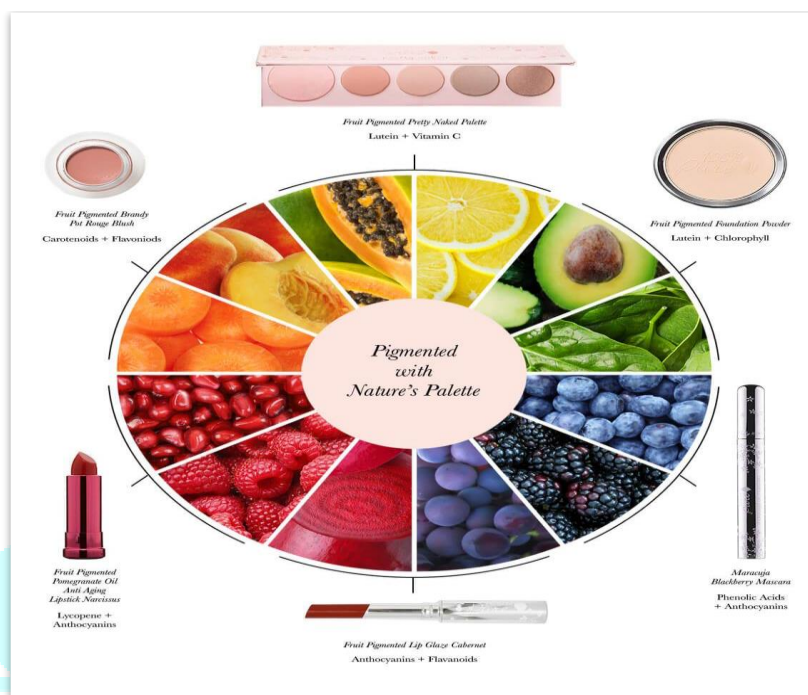 Fruit Pigmented Pretty Naked Palette
Lutein + Vitamin C
Fruit Pigmented Brandy
Pot Rouge Blush
Carotenoids + Flavoniods
Fruit Pigmented Foundation Powder
Lutein + Chlorophyll
Pigmented
with
Nature's Palette
Fruit Pigmented
Pomegranate Oil
Anti Aging
Lipstick Narcissus
Lycopene +
Anthocyanins
Maracuja
Blackberry Mascara
Phenolic Acids
+ Anthocyanins
Fruit Pigmented Lip Glaze Cabernet
Anthocyanins + Flavanoids